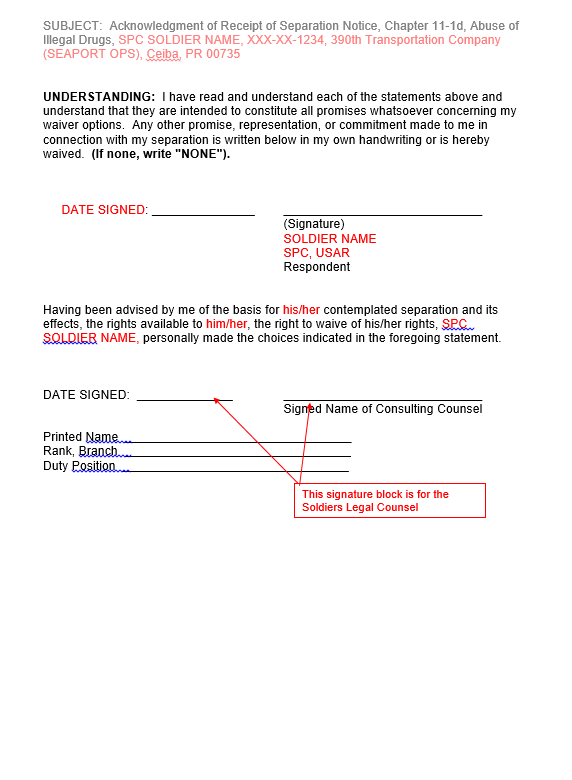 SUBJECT:  Acknowledgment of Receipt of Separation Notice, Chapter 11-1d, Abuse of
Illegal Drugs, SPC SOLDIER NAME, XXX-XX-1234, 390th Transportation Company
(SEAPORT OPS), Ceiba, PR 00735
UNDERSTANDING:  I have read and understand each of the statements above and
understand that they are intended to constitute all promises whatsoever concerning my
waiver options.  Any other promise, representation, or commitment made to me in
connection with my separation is written below in my own handwriting or is hereby
waived.  (If none, write "NONE").
DATE SIGNED: _______________
(Signature)
SOLDIER NAME
SPC, USAR
Respondent
Having been advised by me of the basis for his/her contemplated separation and its
effects, the rights available to him/her, the right to waive of his/her rights, SPC
SOLDIER NAME, personally made the choices indicated in the foregoing statement.
DATE SIGNED: ______________
Signed Name of Consulting Counsel
Printed Name
Rank, Branch
Duty Position
This signature block is for the
Soldiers Legal Counsel